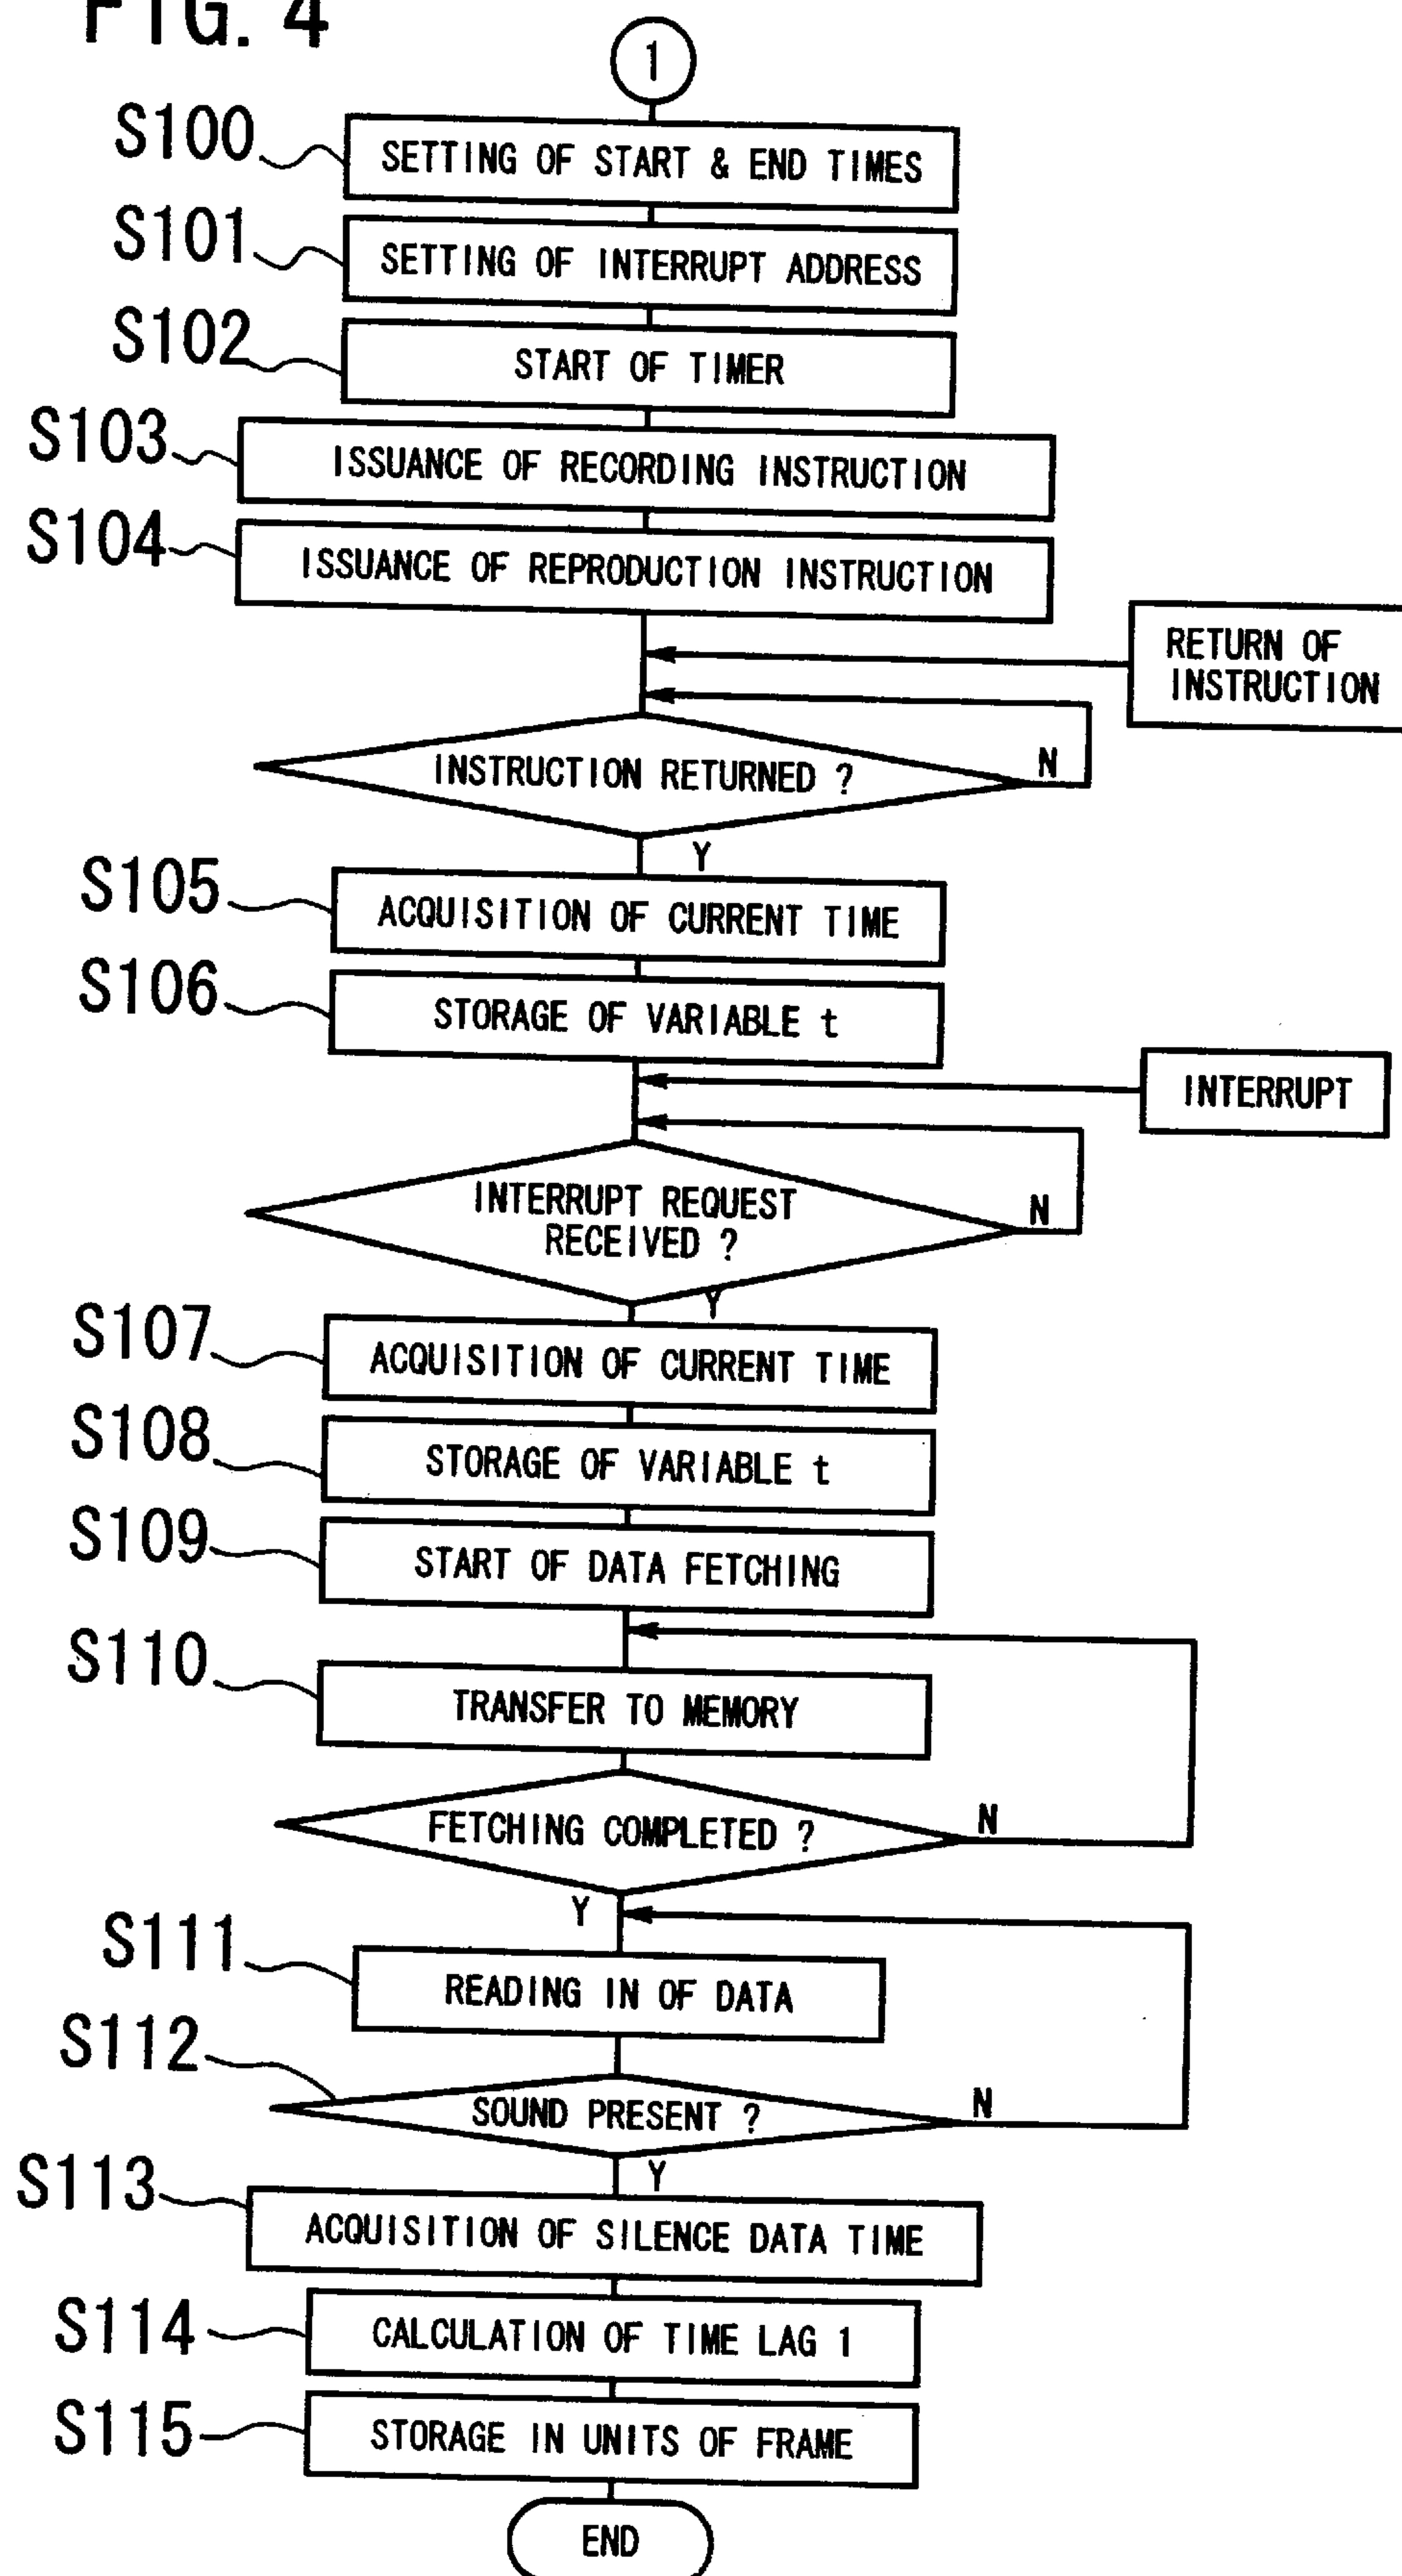 FIG. 4
1
S100
SETTING OF START & END TIMES
S101
SETTING OF INTERRUPT ADDRESS
S102
START OF TIMER
S103
ISSUANCE OF RECORDING INSTRUCTION
S104
ISSUANCE OF REPRODUCTION INSTRUCTION
RETURN OF
INSTRUCTION
INSTRUCTION RETURNED ?
N
Y
S105
ACQUISITION OF CURRENT TIME
S106
STORAGE OF VARIABLE t
INTERRUPT
INTERRUPT REQUEST
RECEIVED ?
N
Y
S107
ACQUISITION OF CURRENT TIME
S108
STORAGE OF VARIABLE t
S109
START OF DATA FETCHING
S110
TRANSFER TO MEMORY
FETCHING COMPLETED ?
N
Y
S111
READING IN OF DATA
S112
SOUND PRESENT ?
N
Y
S113
ACQUISITION OF SILENCE DATA TIME
S114
CALCULATION OF TIME LAG 1
S115
STORAGE IN UNITS OF FRAME
END